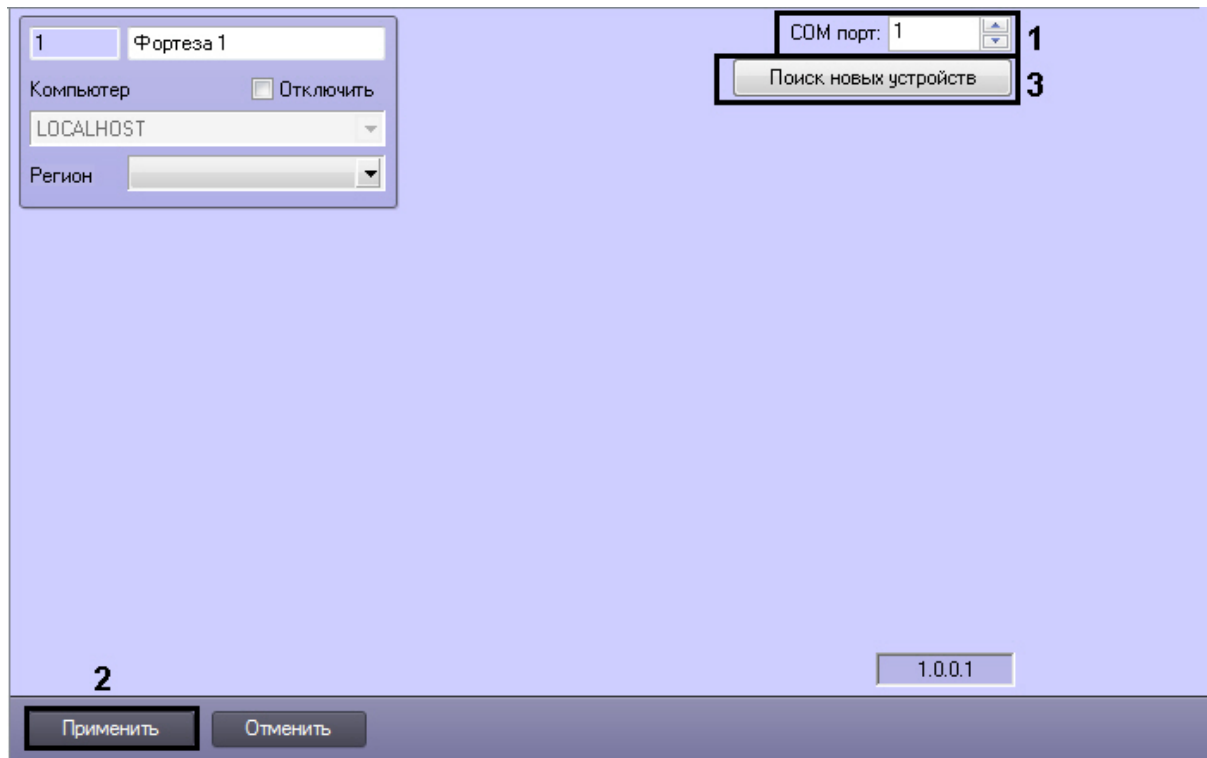 1 Фортеза 1
Компьютер Отключить
LOCALHOST
Регион
COM порт: 1 1
Поиск новых устройств 3
1.0.0.1
2
Применить Отменить